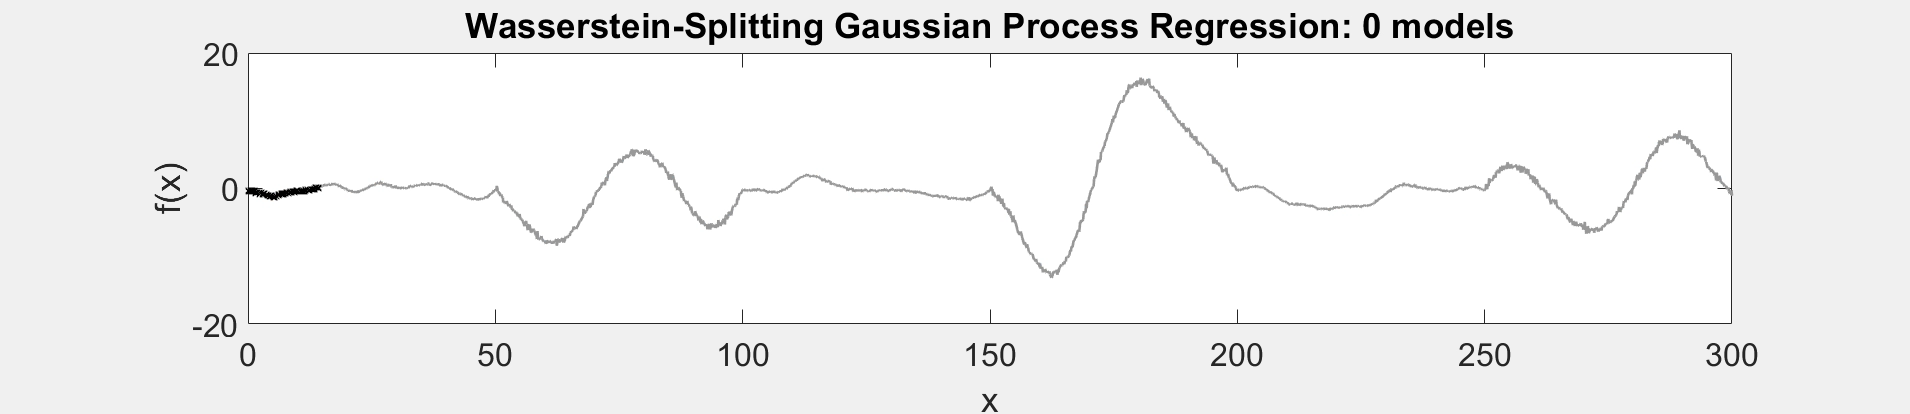 Wasserstein-Splitting Gaussian Process Regression: 0 models
20
0
-20
f(x)
0 50 100 150 200 250 300
x